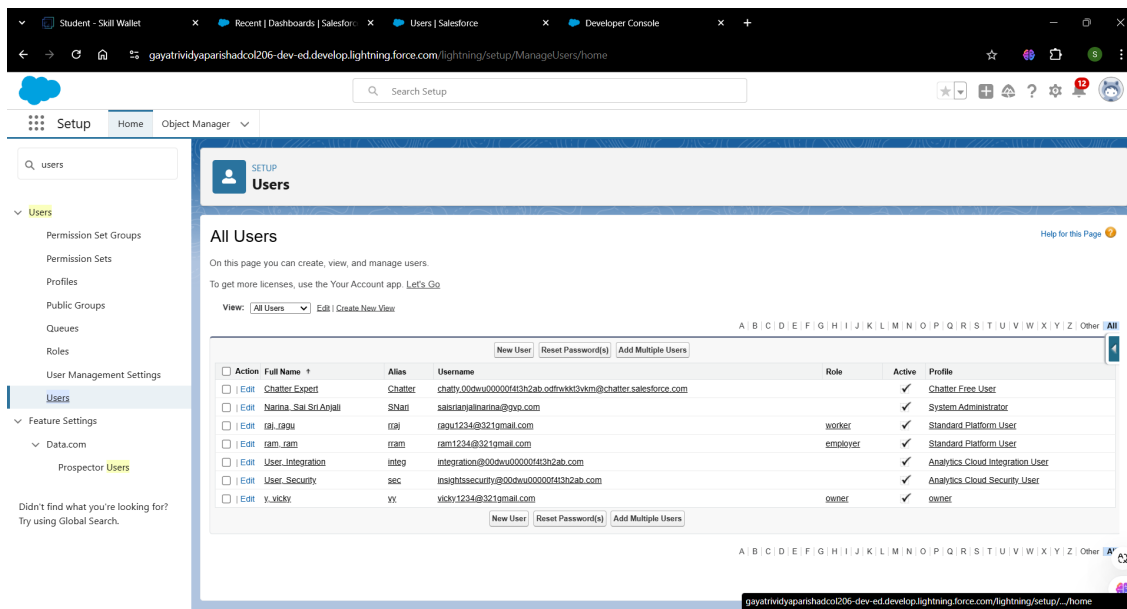 Student - Skill Wallet
Recent | Dashboards | Salesforc
Users | Salesforce
Developer Console
gayatrividyaparishadcol206-dev-ed.develop.lightning.force.com/lightning/setup/ManageUsers/home
S
Search Setup
12
Setup
Home
Object Manager
users
SETUP
Users
Users
Permission Set Groups
Permission Sets
Profiles
Public Groups
Queues
Roles
User Management Settings
Users
Feature Settings
Data.com
Prospector Users
Didn't find what you're looking for?
Try using Global Search.
All Users
Help for this Page
On this page you can create, view, and manage users.
To get more licenses, use the Your Account app. Let's Go
View: All Users Edit | Create New View
A | B | C | D | E | F | G | H | I | J | K | L | M | N | O | P | Q | R | S | T | U | V | W | X | Y | Z | Other All
New User Reset Password(s) Add Multiple Users
Action Full Name ↑ Alias Username Role Active Profile
| Edit Chatter Expert Chatter chatty.00dwu00000f4t3h2ab.odfrwkkt3vkm@chatter.salesforce.com ✓ Chatter Free User
| Edit Narina, Sai Sri Anjali SNari saisrianjalinarina@gvp.com ✓ System Administrator
| Edit raj, ragu rraj ragu1234@321gmail.com worker ✓ Standard Platform User
| Edit ram, ram rram ram1234@321gmail.com employer ✓ Standard Platform User
| Edit User, Integration integ integration@00dwu00000f4t3h2ab.com ✓ Analytics Cloud Integration User
| Edit User, Security sec insightssecurity@00dwu00000f4t3h2ab.com ✓ Analytics Cloud Security User
| Edit y, vicky vy vicky1234@321gmail.com owner ✓ owner
New User Reset Password(s) Add Multiple Users
A | B | C | D | E | F | G | H | I | J | K | L | M | N | O | P | Q | R | S | T | U | V | W | X | Y | Z | Other
gayatrividyaparishadcol206-dev-ed.develop.lightning.force.com/lightning/setup/.../home